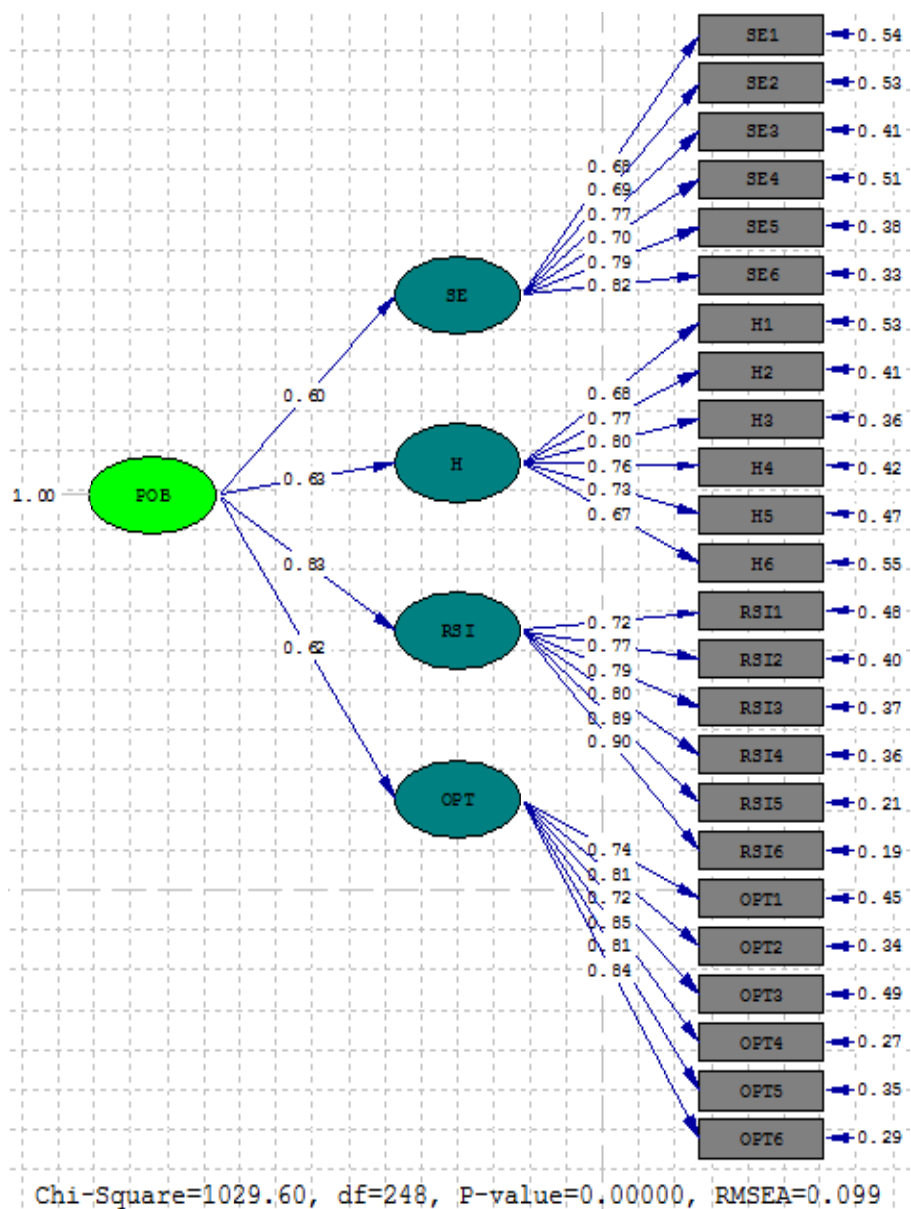 SE1
0.54
SE2
0.53
SE3
0.41
SE4
0.51
SE5
0.38
SE6
0.33
0.68
0.69
0.77
0.70
0.79
0.82
SE
0.60
H1
0.53
H2
0.41
H3
0.36
H4
0.42
H5
0.47
H6
0.55
0.68
0.77
0.80
0.76
0.73
0.67
H
0.63
1.00
POB
0.83
RSI
0.62
RSI1
0.48
RSI2
0.40
RSI3
0.37
RSI4
0.36
RSI5
0.21
RSI6
0.19
0.72
0.77
0.79
0.80
0.89
0.90
OPT
0.74
0.81
0.72
0.85
0.81
0.84
OPT1
0.45
OPT2
0.34
OPT3
0.49
OPT4
0.27
OPT5
0.35
OPT6
0.29
Chi-Square=1029.60, df=248, P-value=0.00000, RMSEA=0.099